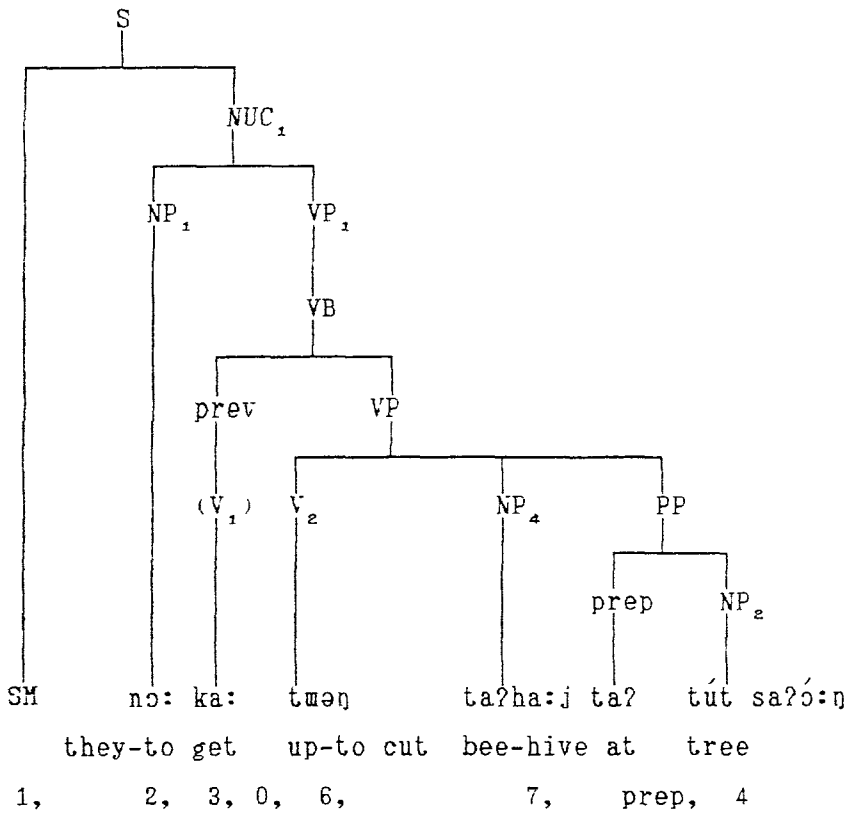 S
NUC₁
NP₁ VP₁
VB
prev VP
(V₁) V₂ NP₄ PP
prep NP₂
SM nɔ: ka: tɯəŋ taʔha:j taʔ tút saʔɔ́:ŋ
they-to get up-to cut bee-hive at tree
1, 2, 3, 0, 6, 7, prep, 4